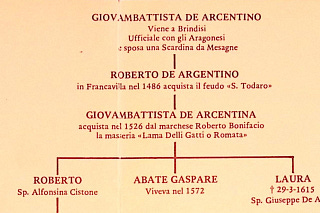 GIOVAMBATTISTA DE ARCENTINO
Viene a Brindisi
Ufficiale con gli Aragonesi
e sposa una Scardina da Mesagne
ROBERTO DE ARGENTINO
in Francavilla nel 1486 acquista il feudo «S. Todaro»
GIOVAMBATTISTA DE ARCENTINA
acquista nel 1526 dal marchese Roberto Bonifacio
la masseria «Lama Delli Gatti o Romata»
ROBERTO
Sp. Alfonsina Cistone
ABATE GASPARE
Viveva nel 1572
LAURA
† 29-3-1615
Sp. Giuseppe De A